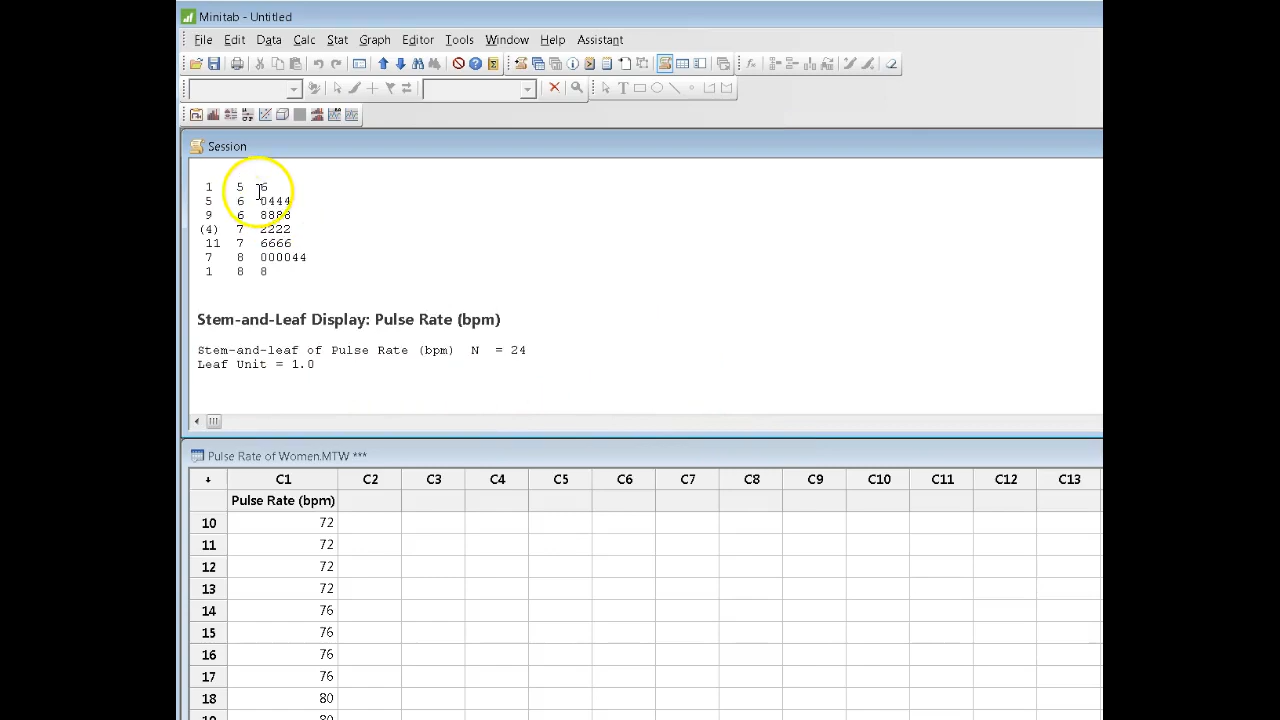 Minitab - Untitled
File Edit Data Calc Stat Graph Editor Tools Window Help Assistant
Session
1 5 6
5 6 0444
9 6 8888
(4) 7 2222
11 7 6666
7 8 000044
1 8 8
Stem-and-Leaf Display: Pulse Rate (bpm)
Stem-and-leaf of Pulse Rate (bpm) N = 24
Leaf Unit = 1.0
Pulse Rate of Women.MTW ***
C1 C2 C3 C4 C5 C6 C7 C8 C9 C10 C11 C12 C13
Pulse Rate (bpm)
10 72
11 72
12 72
13 72
14 76
15 76
16 76
17 76
18 80
19 80